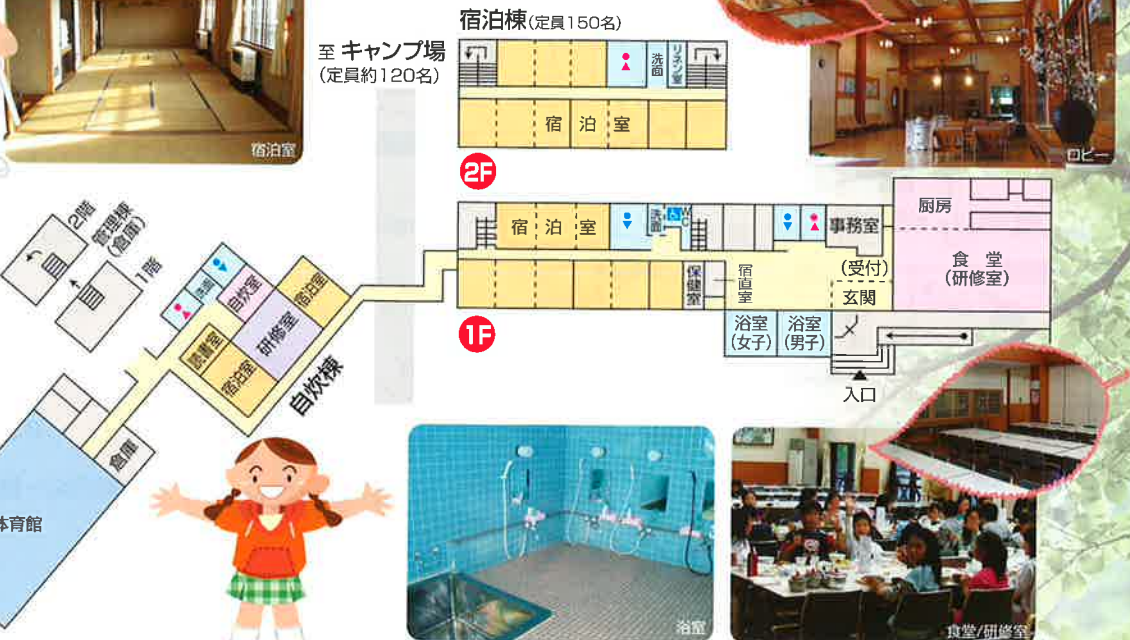 宿泊棟(定員150名)
至 キャンプ場
(定員約120名)
宿泊室
洗面
リネン室
宿泊室
ロビー
2F
2階
管理棟
(倉庫)
1階
宿泊室
洗面
WC
事務室
厨房
食堂
(研修室)
(受付)
玄関
保健室
宿直室
1F
浴室
(女子)
浴室
(男子)
入口
洗面
自炊室
宿泊室
研修室
読書室
宿泊室
自炊棟
倉庫
体育館
浴室
食堂/研修室